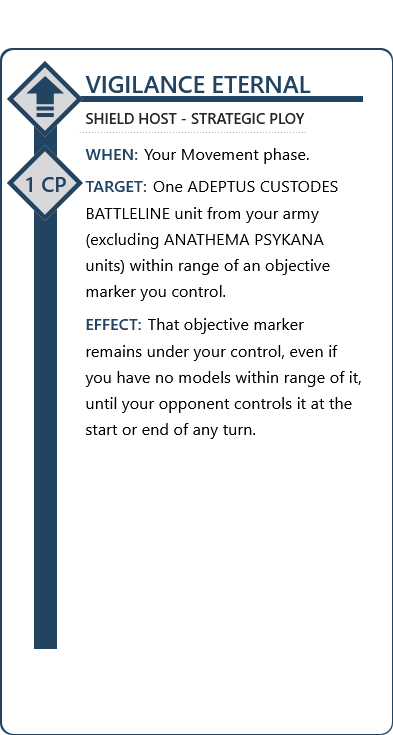 VIGILANCE ETERNAL
SHIELD HOST - STRATEGIC PLOY
WHEN: Your Movement phase.
1 CP
TARGET: One ADEPTUS CUSTODES
BATTLELINE unit from your army
(excluding ANATHEMA PSYKANA
units) within range of an objective
marker you control.
EFFECT: That objective marker
remains under your control, even if
you have no models within range of it,
until your opponent controls it at the
start or end of any turn.